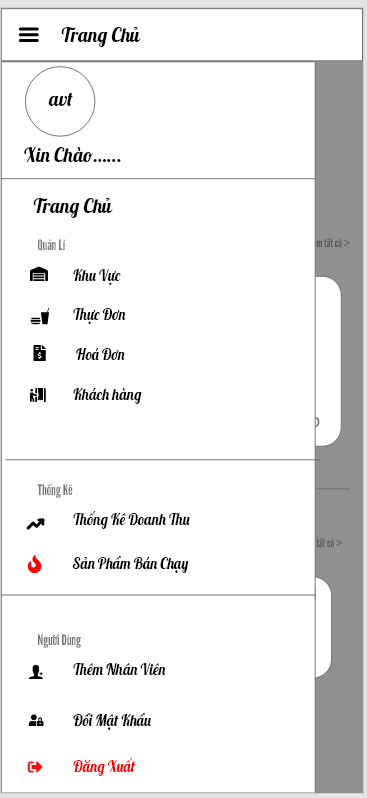 Trang Chủ
avt
Xin Chào......
Trang Chủ
Quản Lí
m tất cả >
Khu Vực
Thực Đơn
Hoá Đơn
Khách hàng
Thống Kê
Thống Kê Doanh Thu
tất cả >
Sản Phẩm Bán Chạy
Người Dùng
Thêm Nhân Viên
Đổi Mật Khẩu
Đăng Xuất